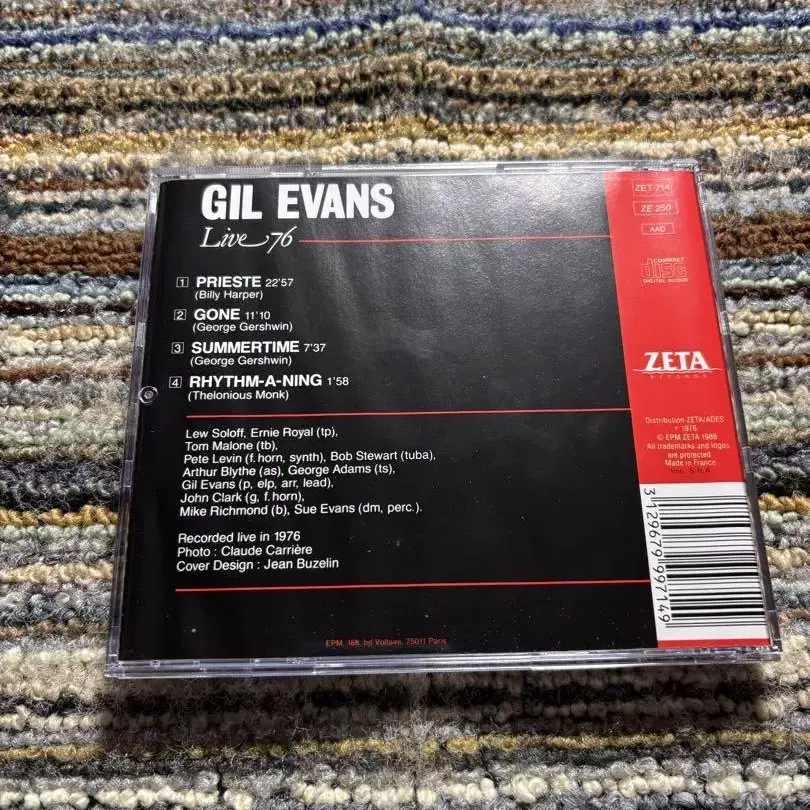 GIL EVANS
Live 76
1 PRIESTE 22'57
(Billy Harper)
2 GONE 11'10
(George Gershwin)
3 SUMMERTIME 7'37
(George Gershwin)
4 RHYTHM-A-NING 1'58
(Thelonious Monk)
Lew Soloff, Ernie Royal (tp),
Tom Malone (tb),
Pete Levin (f. horn, synth), Bob Stewart (tuba),
Arthur Blythe (as), George Adams (ts),
Gil Evans (p, elp, arr, lead).
John Clark (g, f. horn),
Mike Richmond (b), Sue Evans (dm, perc.).
Recorded live in 1976
Photo : Claude Carrière
Cover Design : Jean Buzelin
EPM, 188, bd Voltaire, 75011 Paris
ZET 714
ZE 250
AAD
COMPACT
disc
DIGITAL AUDIO
ZETA
RECORDS
Distribution ZETA/ADES
℗ 1976
© EPM ZETA 1988
All trademarks and logos
are protected
Made in France
Imp. S.N.A.
3129679997149